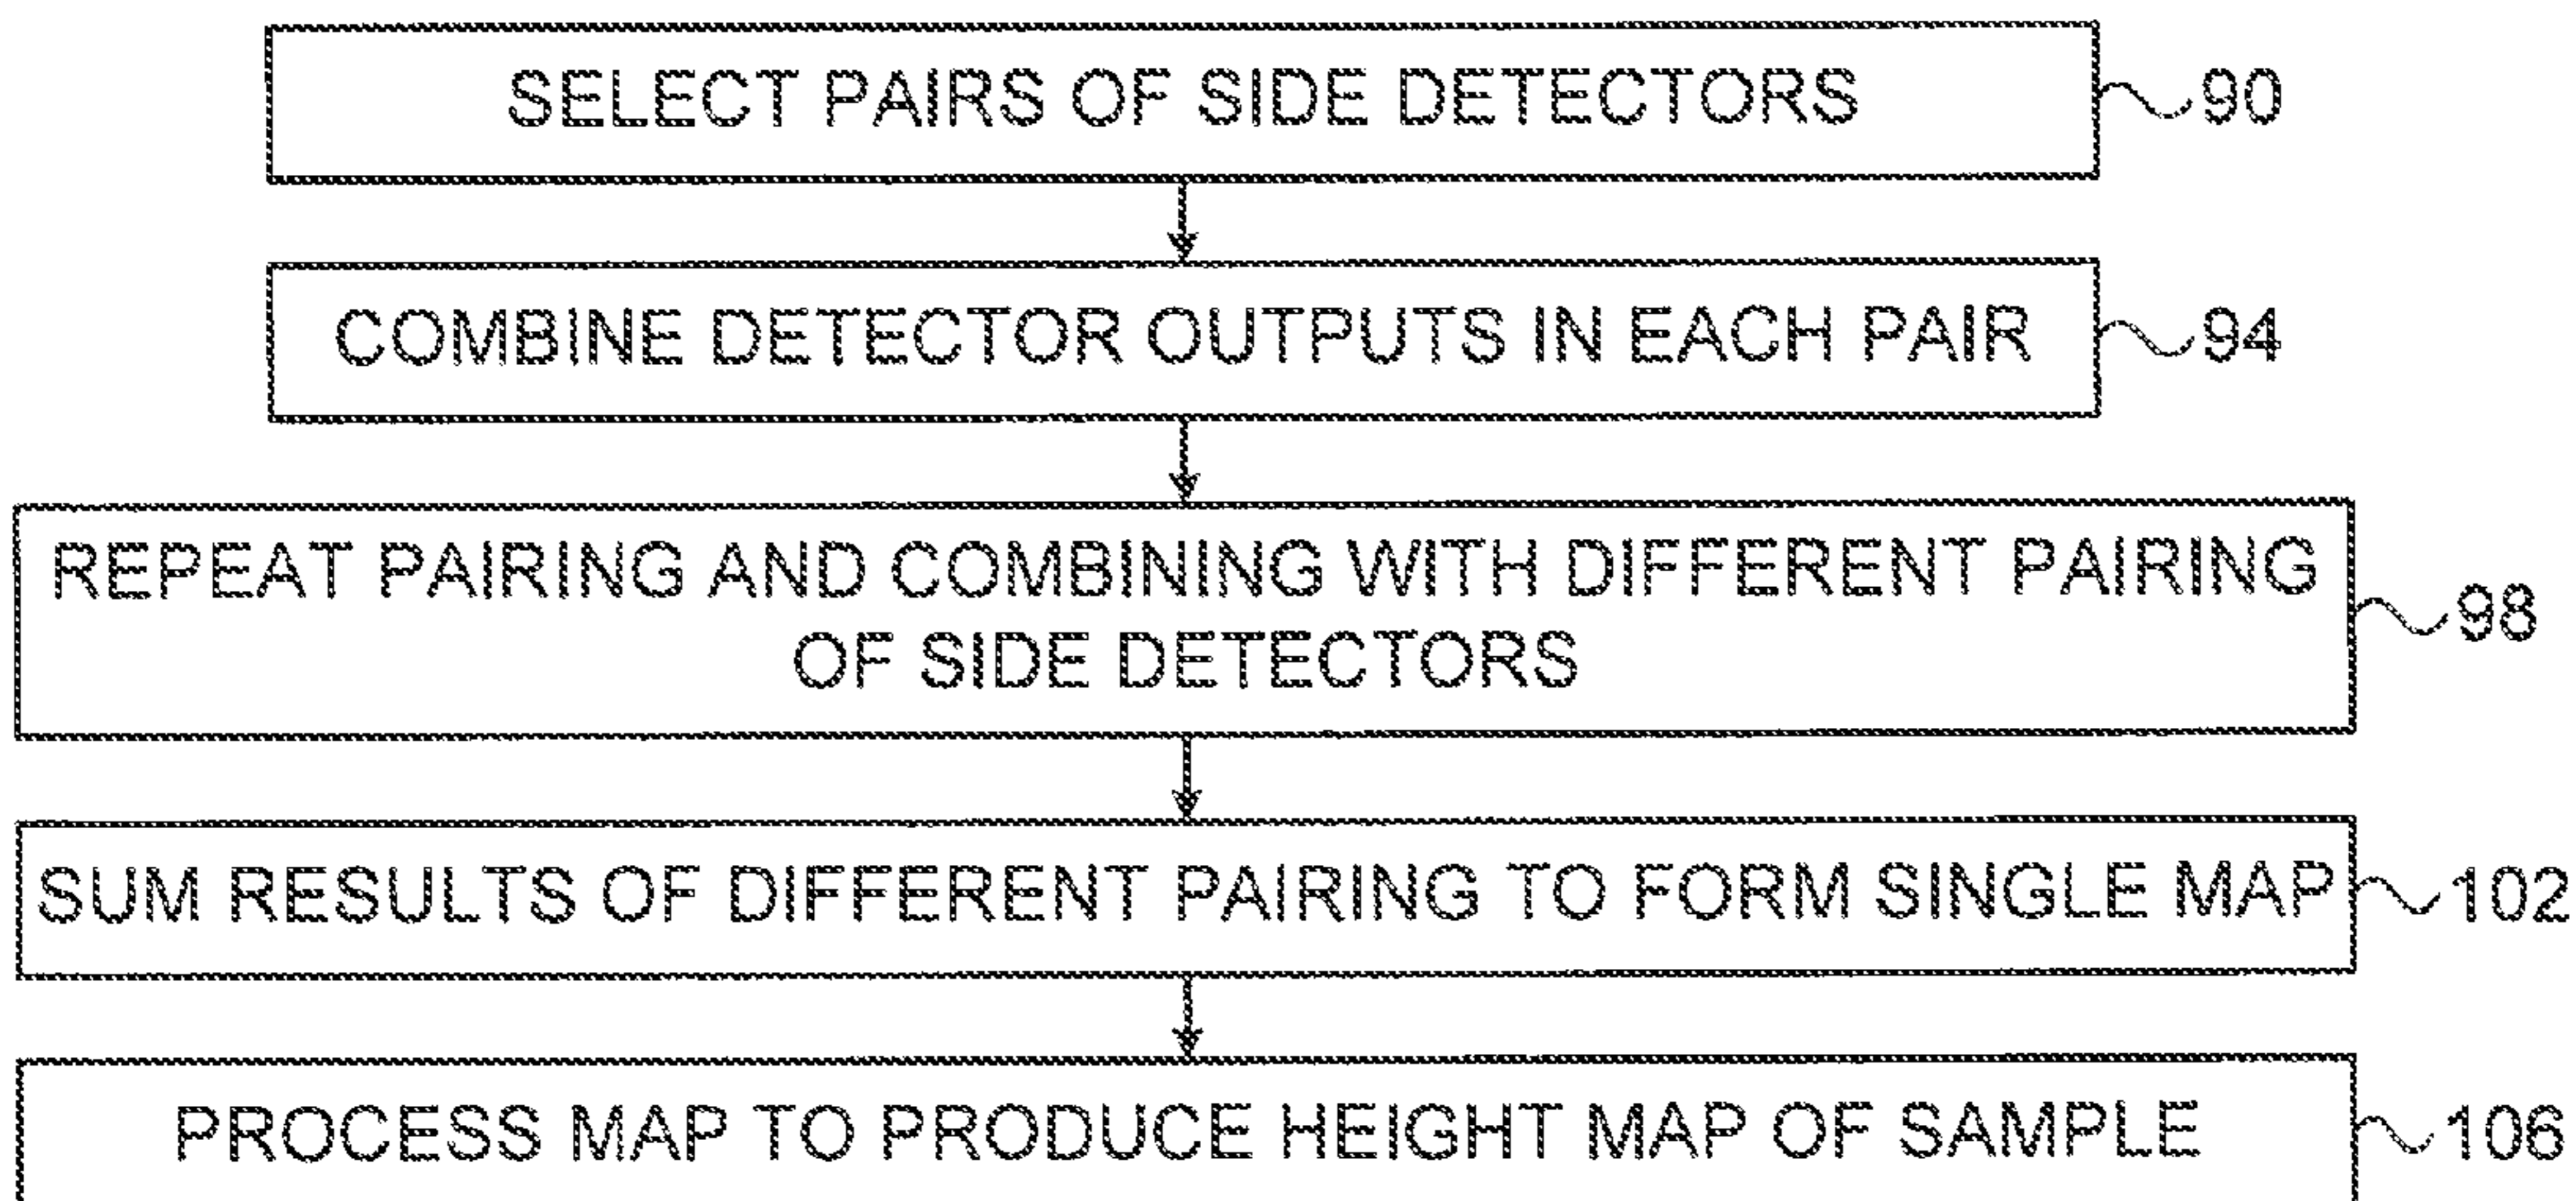 SELECT PAIRS OF SIDE DETECTORS 90
COMBINE DETECTOR OUTPUTS IN EACH PAIR 94
REPEAT PAIRING AND COMBINING WITH DIFFERENT PAIRING
OF SIDE DETECTORS
98
SUM RESULTS OF DIFFERENT PAIRING TO FORM SINGLE MAP 102
PROCESS MAP TO PRODUCE HEIGHT MAP OF SAMPLE 106